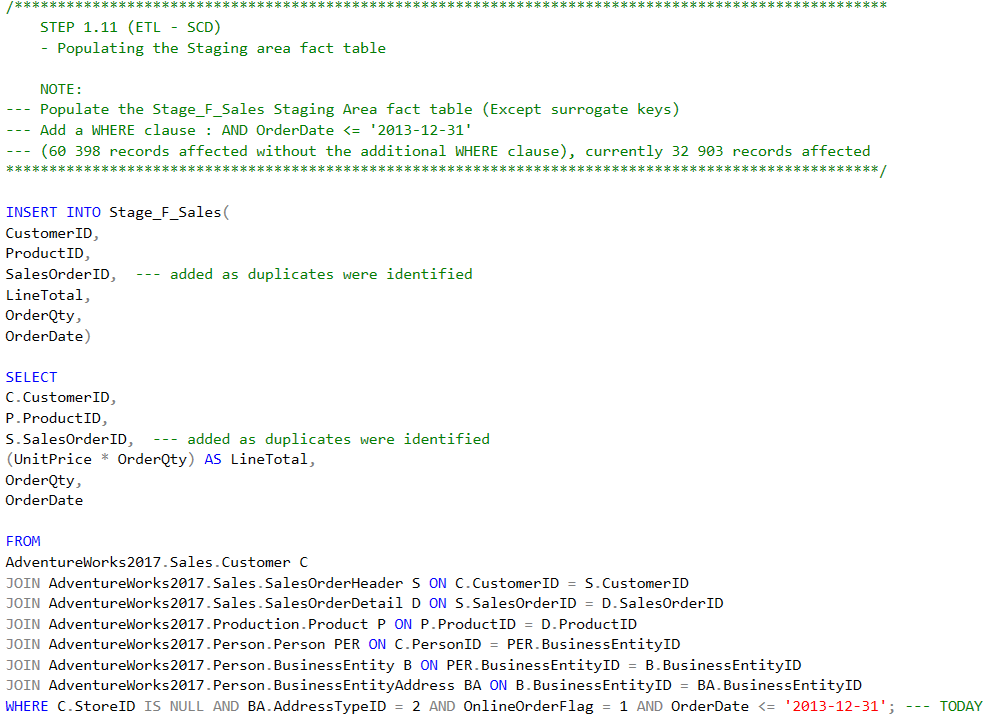 /*****************************************************************************************************
STEP 1.11 (ETL - SCD)
- Populating the Staging area fact table
NOTE:
--- Populate the Stage_F_Sales Staging Area fact table (Except surrogate keys)
--- Add a WHERE clause : AND OrderDate <= '2013-12-31'
--- (60 398 records affected without the additional WHERE clause), currently 32 903 records affected
*****************************************************************************************************/
INSERT INTO Stage_F_Sales(
CustomerID,
ProductID,
SalesOrderID,  --- added as duplicates were identified
LineTotal,
OrderQty,
OrderDate)
SELECT
C.CustomerID,
P.ProductID,
S.SalesOrderID,  --- added as duplicates were identified
(UnitPrice * OrderQty) AS LineTotal,
OrderQty,
OrderDate
FROM
AdventureWorks2017.Sales.Customer C
JOIN AdventureWorks2017.Sales.SalesOrderHeader S ON C.CustomerID = S.CustomerID
JOIN AdventureWorks2017.Sales.SalesOrderDetail D ON S.SalesOrderID = D.SalesOrderID
JOIN AdventureWorks2017.Production.Product P ON P.ProductID = D.ProductID
JOIN AdventureWorks2017.Person.Person PER ON C.PersonID = PER.BusinessEntityID
JOIN AdventureWorks2017.Person.BusinessEntity B ON PER.BusinessEntityID = B.BusinessEntityID
JOIN AdventureWorks2017.Person.BusinessEntityAddress BA ON B.BusinessEntityID = BA.BusinessEntityID
WHERE C.StoreID IS NULL AND BA.AddressTypeID = 2 AND OnlineOrderFlag = 1 AND OrderDate <= '2013-12-31'; --- TODAY